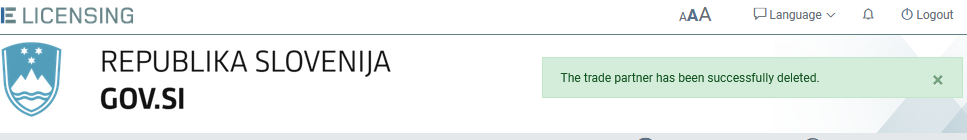 E LICENSING
AAA
Language
Logout
REPUBLIKA SLOVENIJA
GOV.SI
The trade partner has been successfully deleted.
×